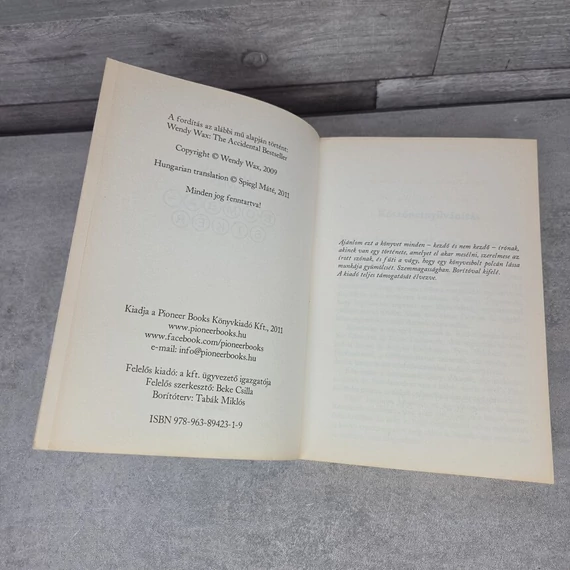 A fordítás az alábbi mű alapján történt:
Wendy Wax: The Accidental Bestseller
Copyright © Wendy Wax, 2009
Hungarian translation © Spiegl Máté, 2011
Minden jog fenntartva!
Kiadja a Pioneer Books Könyvkiadó Kft., 2011
www.pioneerbooks.hu
www.facebook.com/pioneerbooks
e-mail: info@pioneerbooks.hu
Felelős kiadó: a kft. ügyvezető igazgatója
Felelős szerkesztő: Beke Csilla
Borítóterv: Tabák Miklós
ISBN 978-963-89423-1-9
Ajánlom ezt a könyvet minden – kezdő és nem kezdő – írónak,
akinek van egy története, amelyet el akar mesélni, szerelmese az
írott szónak, és fűti a vágy, hogy egy könyvesbolt polcán lássa
munkája gyümölcsét. Szemmagasságban. Borítóval kifelé.
A kiadó teljes támogatását élvezve.